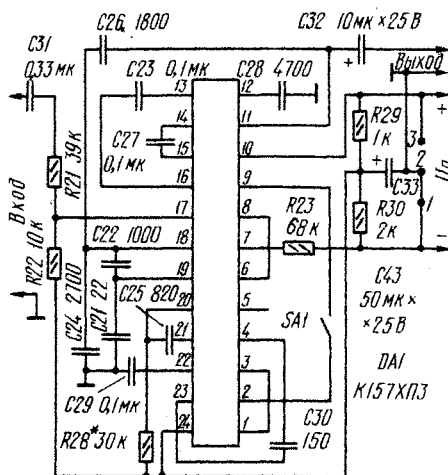 C26 1800
C32
10мк×25В
C31
0,33мк
C23
0,1мк
C28
4700
Выход
+
+
13
12
14
11
C27
0,1мк
15
10
R29
1к
3
2
1
+
C33
Uп
R21 39к
16
9
Вход
17
8
R23
68к
R30
2к
–
R22 10к
C22 1000
18
7
19
6
C24 2700
C21 22
C25 820
20
5
SA1
C43
50мк×
×25В
21
4
DA1
К157ХП3
22
3
C29 0,1мк
23
2
24
1
C30
150
R28*30к